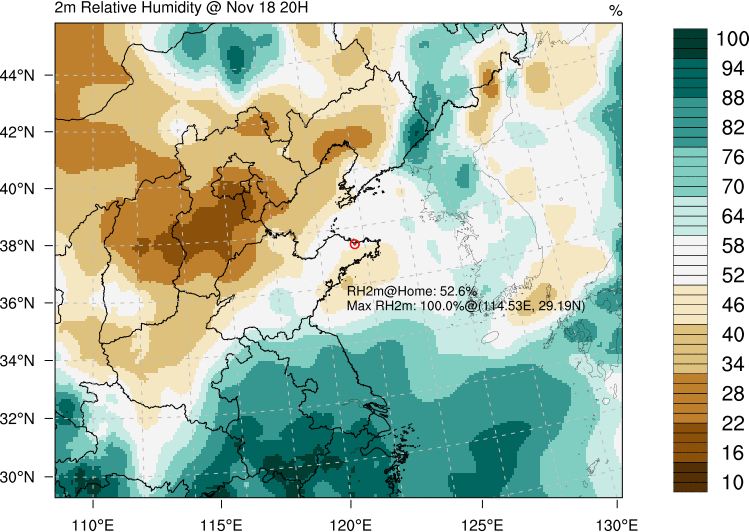 2m Relative Humidity @ Nov 18 20H
%
100
94
88
82
76
70
64
58
52
46
40
34
28
22
16
10
44°N
42°N
40°N
38°N
36°N
34°N
32°N
30°N
RH2m@Home: 52.6%
Max RH2m: 100.0%@(114.53E, 29.19N)
110°E
115°E
120°E
125°E
130°E